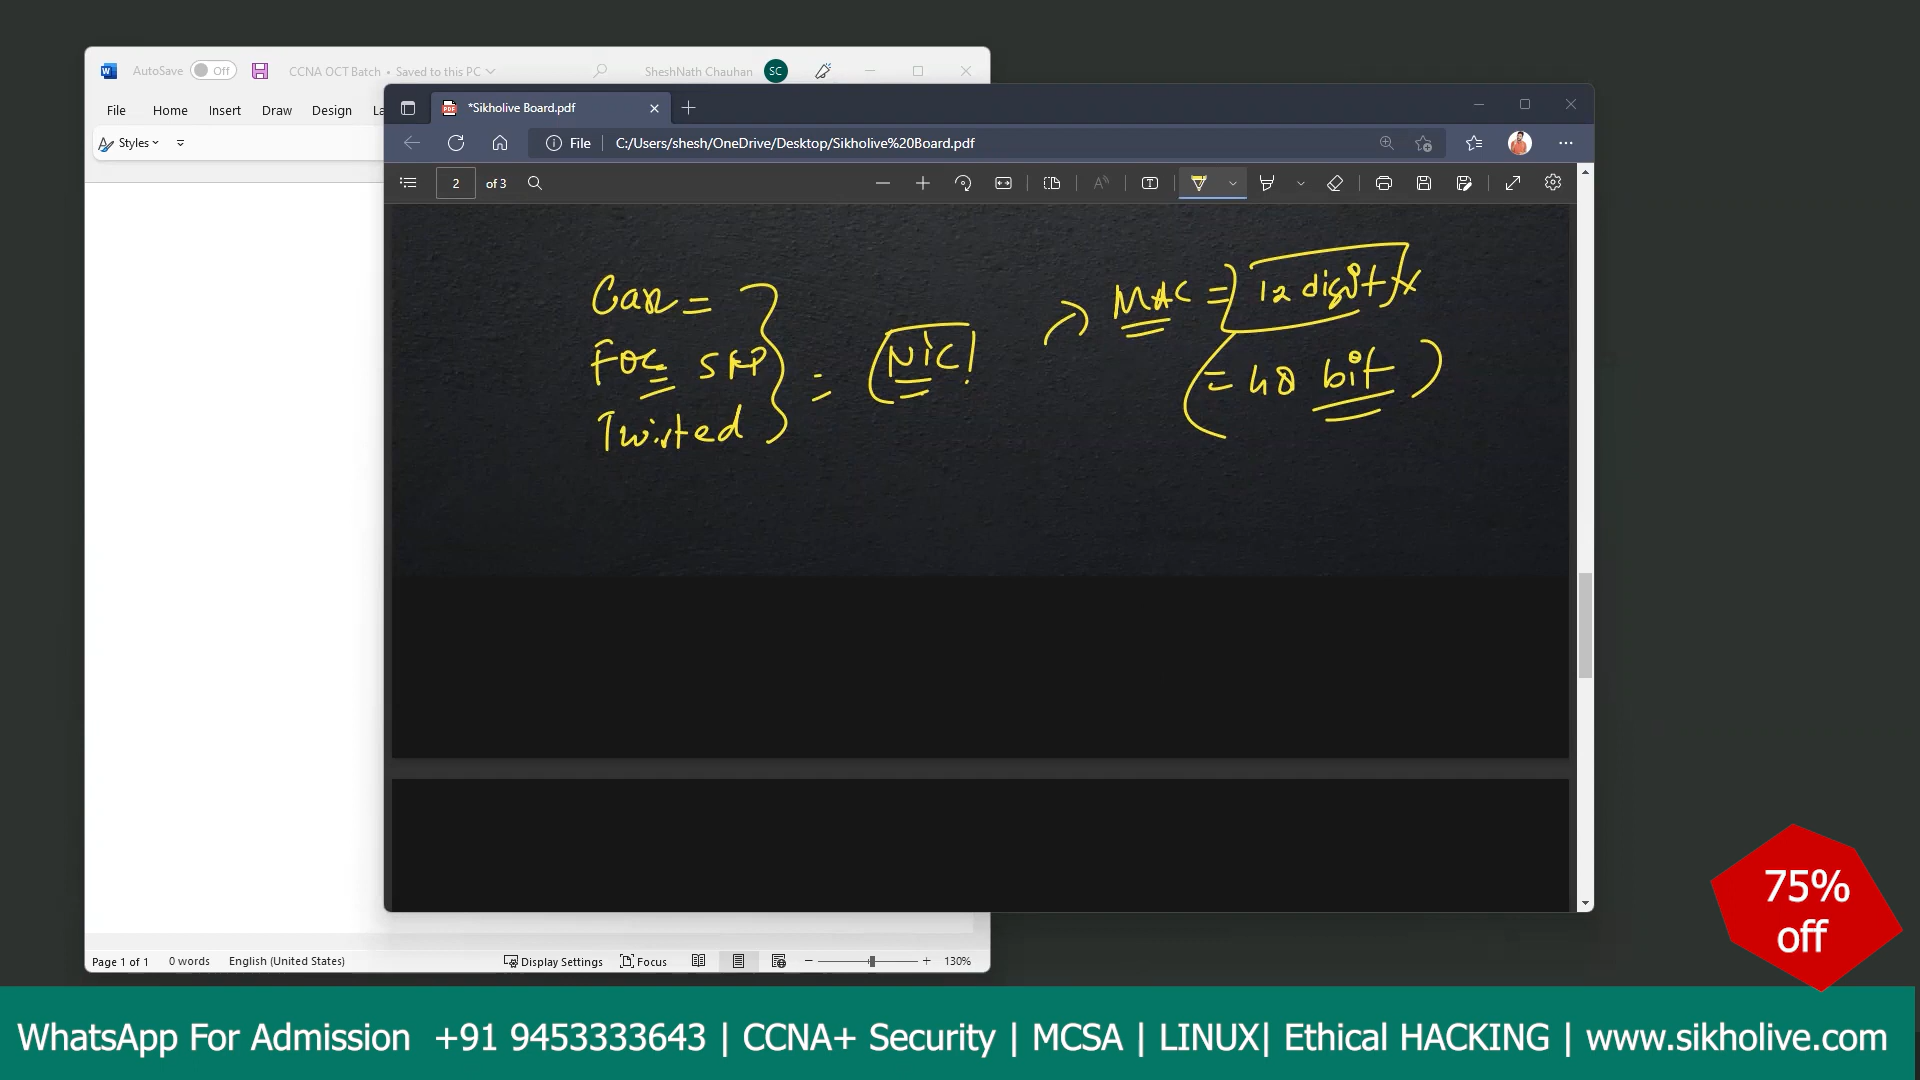 AutoSave Off CCNA OCT Batch • Saved to this PC SheshNath Chauhan SC
File Home Insert Draw Design La
Styles
*Sikholive Board.pdf
File C:/Users/shesh/OneDrive/Desktop/Sikholive%20Board.pdf
2 of 3
MAC = 12 digit
= 48 bit
FOC SFP
= NIC
Twisted
Page 1 of 1 0 words English (United States) Display Settings Focus 130%
75%
off
WhatsApp For Admission +91 9453333643 | CCNA+ Security | MCSA | LINUX| Ethical HACKING | www.sikholive.com